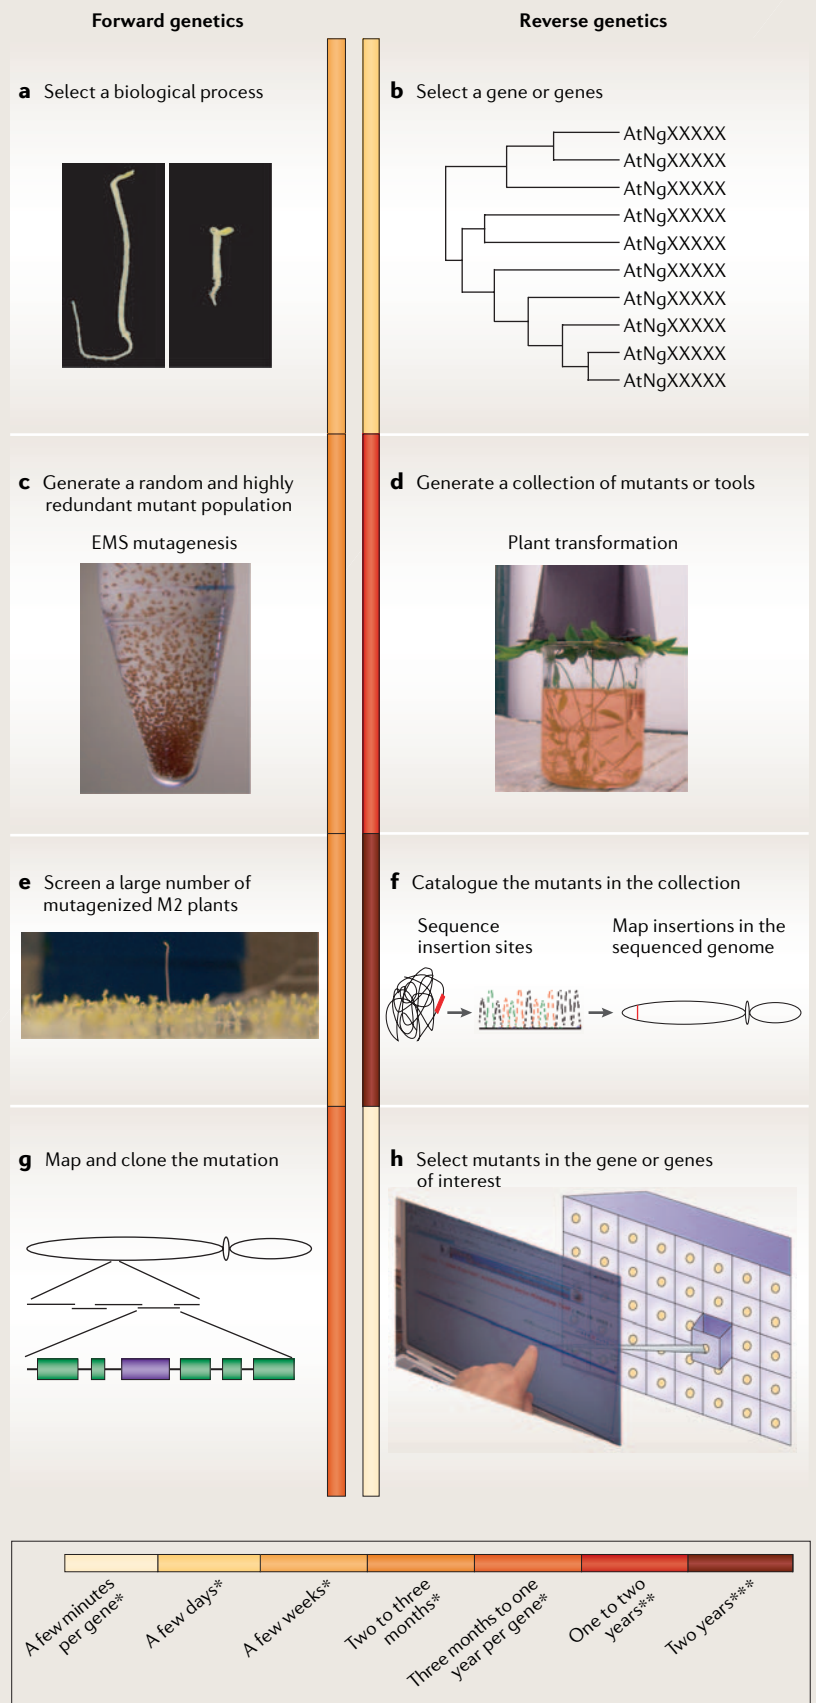 Forward genetics
Reverse genetics
a Select a biological process
b Select a gene or genes
AtNgXXXXX
AtNgXXXXX
AtNgXXXXX
AtNgXXXXX
AtNgXXXXX
AtNgXXXXX
AtNgXXXXX
AtNgXXXXX
AtNgXXXXX
AtNgXXXXX
c Generate a random and highly
redundant mutant population
EMS mutagenesis
d Generate a collection of mutants or tools
Plant transformation
e Screen a large number of
mutagenized M2 plants
f Catalogue the mutants in the collection
Sequence
insertion sites
Map insertions in the
sequenced genome
g Map and clone the mutation
h Select mutants in the gene or genes
of interest
A few minutes
per gene*
A few days*
A few weeks*
Two to three
months*
Three months to one
year per gene*
One to two
years**
Two years***